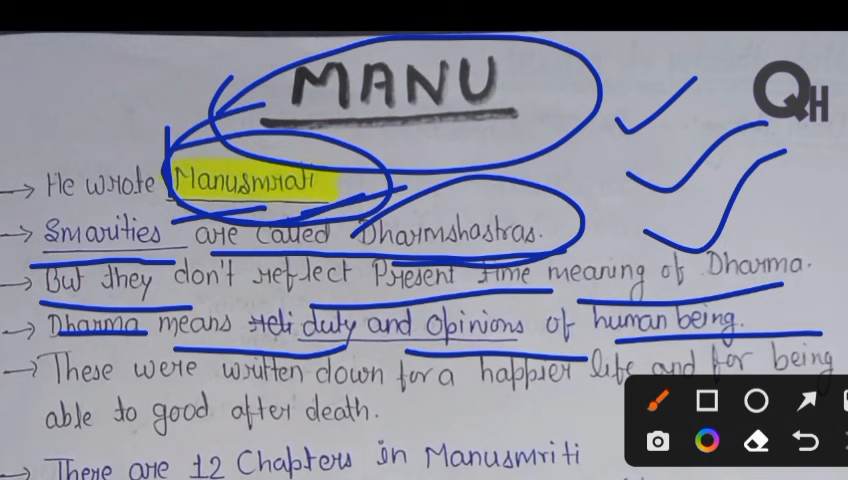 MANU
QH
→ He wrote Manusmrati
→ Smarities are called Dharmshastras.
→ But they don't reflect Present time meaning of Dharma.
→ Dharma means reli duty and opinions of human being.
→ These were written down for a happier life and for being
able to good after death.
→ There are 12 Chapters in Manusmriti